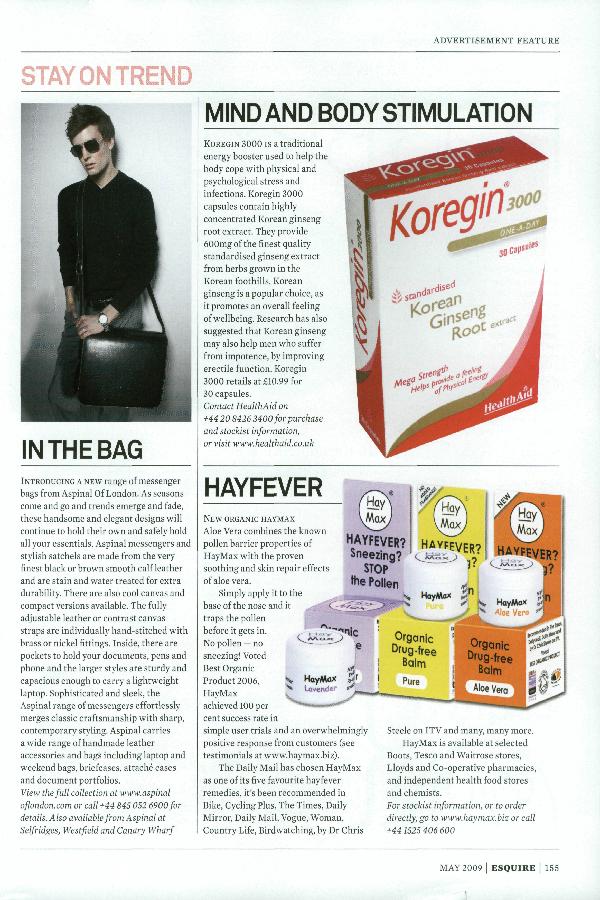 ADVERTISEMENT FEATURE
STAY ON TREND
MIND AND BODY STIMULATION
KOREGIN 3000 IS a traditional
energy booster used to help the
body cope with physical and
psychological stress and
infections. Koregin 3000
capsules contain highly
concentrated Korean ginseng
root extract. They provide
600mg of the finest quality
standardised ginseng extract
from herbs grown in the
Korean foothills. Korean
ginseng is a popular choice, as
it promotes an overall feeling
of wellbeing. Research has also
suggested that Korean ginseng
may also help men who suffer
from impotence, by improving
erectile function. Koregin
3000 retails at £10.99 for
30 capsules.
Contact HealthAid on
+44 20 8426 3400 for purchase
and stockist information,
or visit www.healthaid.co.uk
Koregin
30 Capsules
Koregin® 3000
ONE-A-DAY
30 Capsules
Koregin 3000
standardised
Korean
Ginseng
Root extract
Mega Strength
Helps provide a feeling
of Physical Energy
HealthAid
IN THE BAG
INTRODUCING A NEW range of messenger
bags from Aspinal Of London. As seasons
come and go and trends emerge and fade,
these handsome and elegant designs will
continue to hold their own and safely hold
all your essentials. Aspinal messengers and
stylish satchels are made from the very
finest black or brown smooth calf leather
and are stain and water treated for extra
durability. There are also cool canvas and
compact versions available. The fully
adjustable leather or contrast canvas
straps are individually hand-stitched with
brass or nickel fittings. Inside, there are
pockets to hold your documents, pens and
phone and the larger styles are sturdy and
capacious enough to carry a lightweight
laptop. Sophisticated and sleek, the
Aspinal range of messengers effortlessly
merges classic craftsmanship with sharp,
contemporary styling. Aspinal carries
a wide range of handmade leather
accessories and bags including laptop and
weekend bags, briefcases, attaché cases
and document portfolios.
View the full collection at www.aspinal
oflondon.com or call +44 845 052 6900 for
details. Also available from Aspinal at
Selfridges, Westfield and Canary Wharf
HAYFEVER
NEW ORGANIC HAYMAX
Aloe Vera combines the known
pollen barrier properties of
HayMax with the proven
soothing and skin repair effects
of aloe vera.
Simply apply it to the
base of the nose and it
traps the pollen
before it gets in.
No pollen – no
sneezing! Voted
Best Organic
Product 2006,
HayMax
achieved 100 per
cent success rate in
simple user trials and an overwhelmingly
positive response from customers (see
testimonials at www.haymax.biz).
The Daily Mail has chosen HayMax
as one of its five favourite hayfever
remedies, it's been recommended in
Bike, Cycling Plus, The Times, Daily
Mirror, Daily Mail, Vogue, Woman,
Country Life, Birdwatching, by Dr Chris
Steele on ITV and many, many more.
HayMax is available at selected
Boots, Tesco and Waitrose stores,
Lloyds and Co-operative pharmacies,
and independent health food stores
and chemists.
For stockist information, or to order
directly, go to www.haymax.biz or call
+44 1525 406 600
Hay
Max
HAYFEVER?
Sneezing?
STOP
the Pollen
Hay
Max
HAYFEVER?
NEW
Hay
Max
HAYFEVER?
HayMax
Pure
HayMax
Aloe Vera
HayMax
Lavender
Organic
Drug-free
Balm
Pure
Organic
Drug-free
Balm
Aloe Vera
MAY 2009 | ESQUIRE | 155